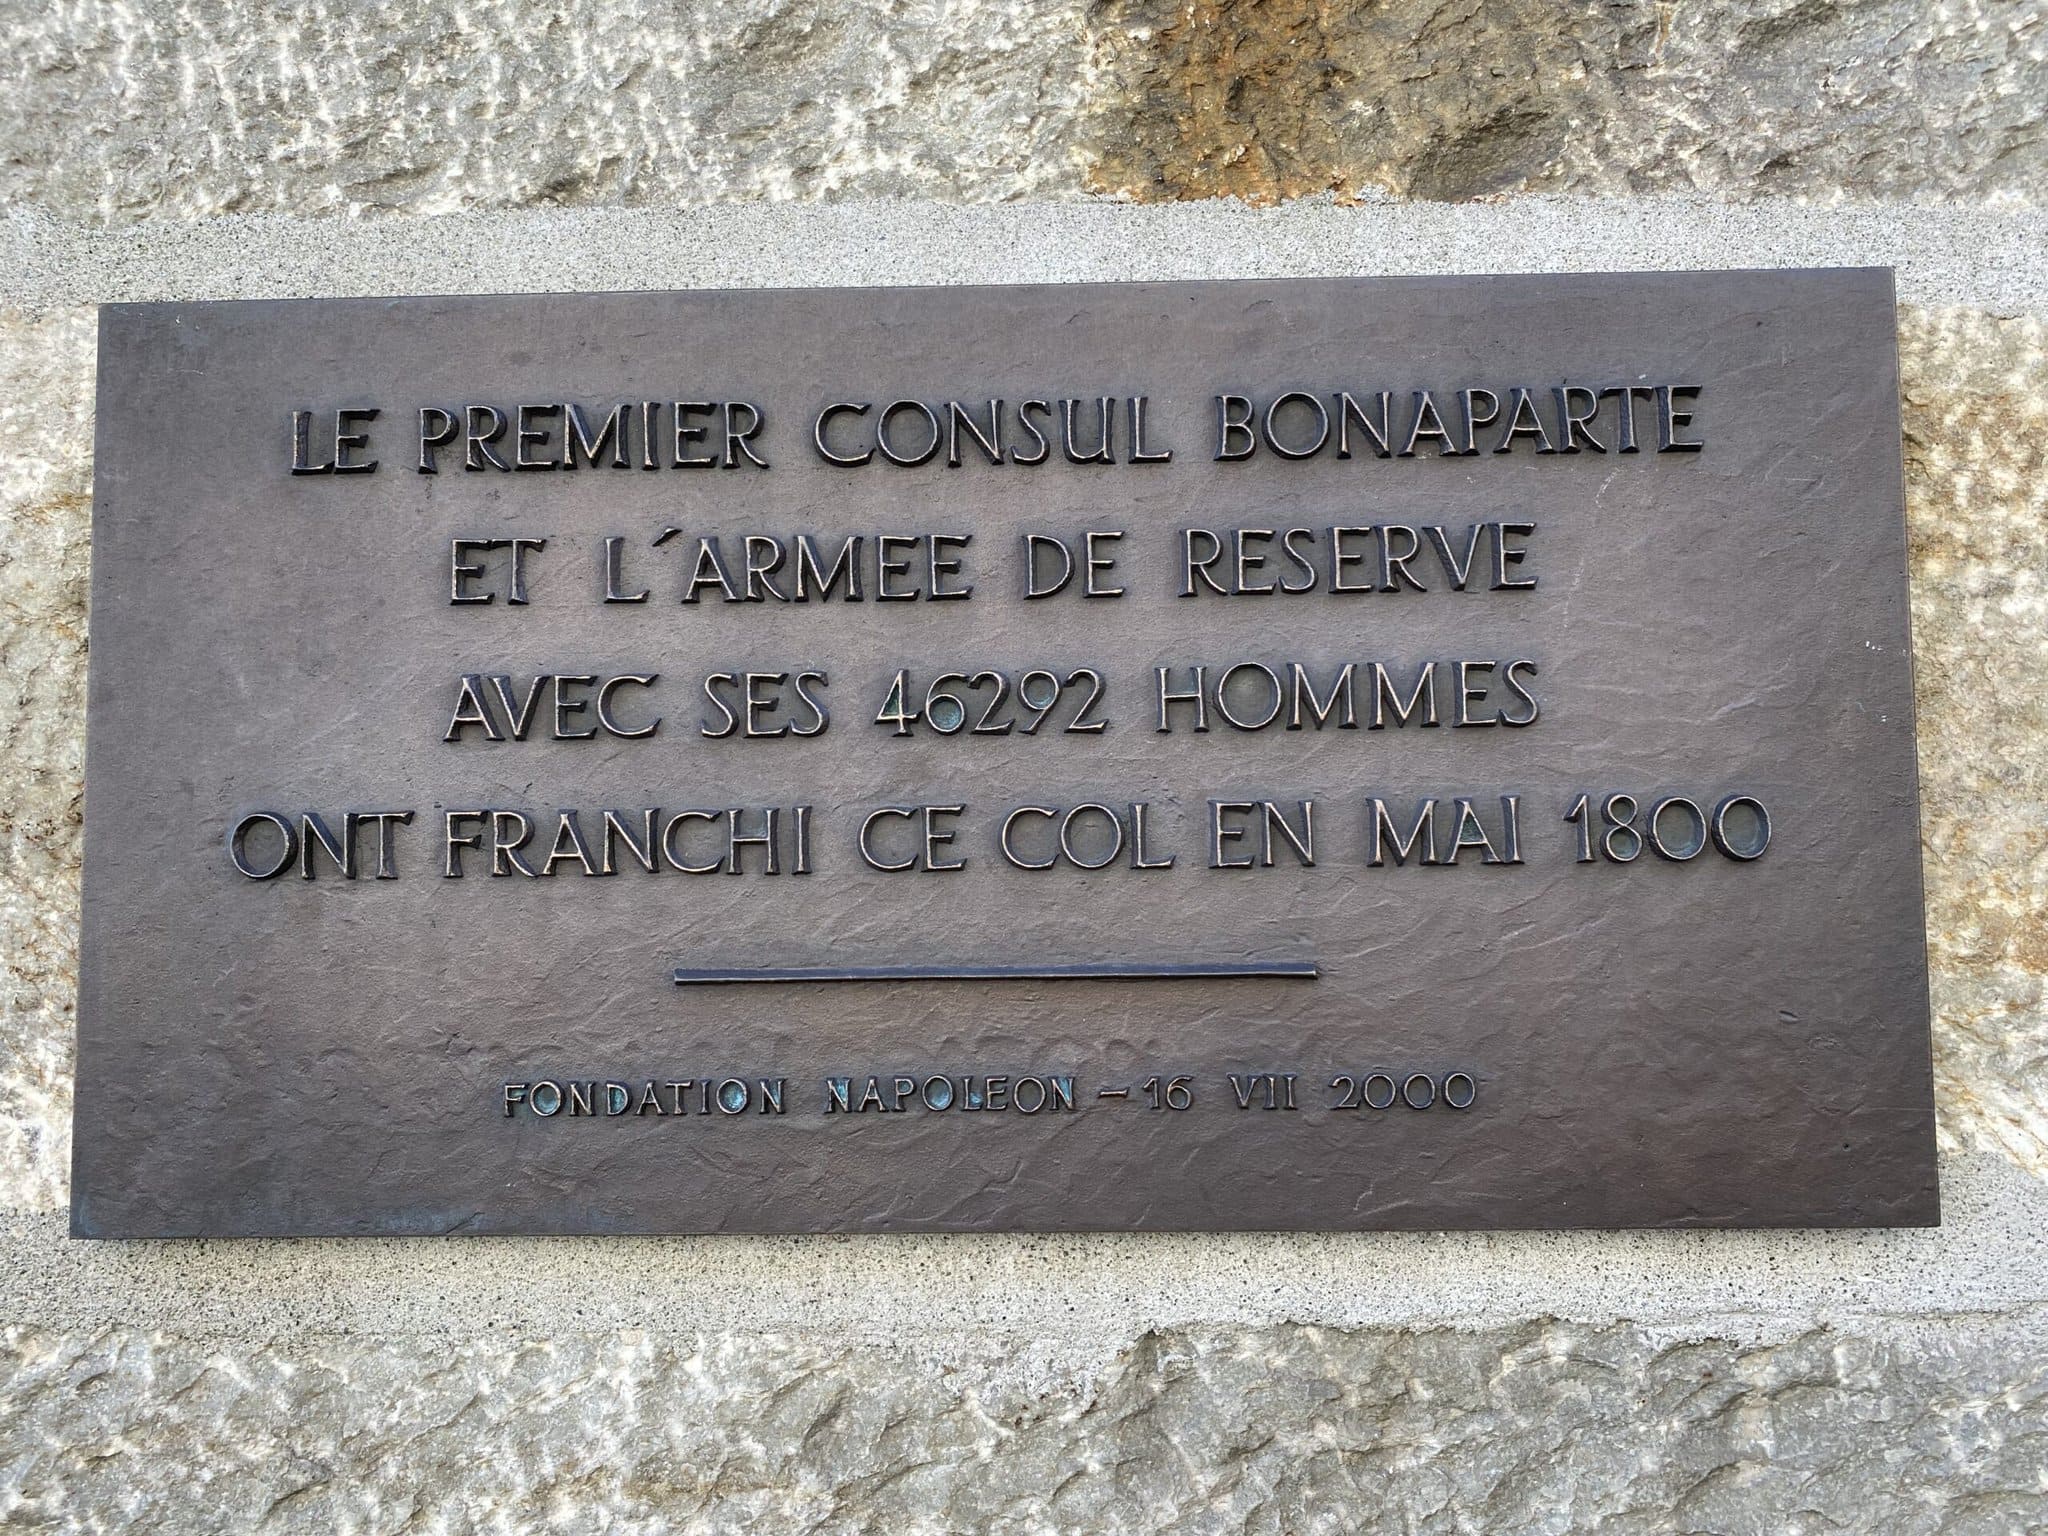 LE PREMIER CONSUL BONAPARTE
ET L´ARMEE DE RESERVE
AVEC SES 46292 HOMMES
ONT FRANCHI CE COL EN MAI 1800
FONDATION NAPOLEON – 16 VII 2000